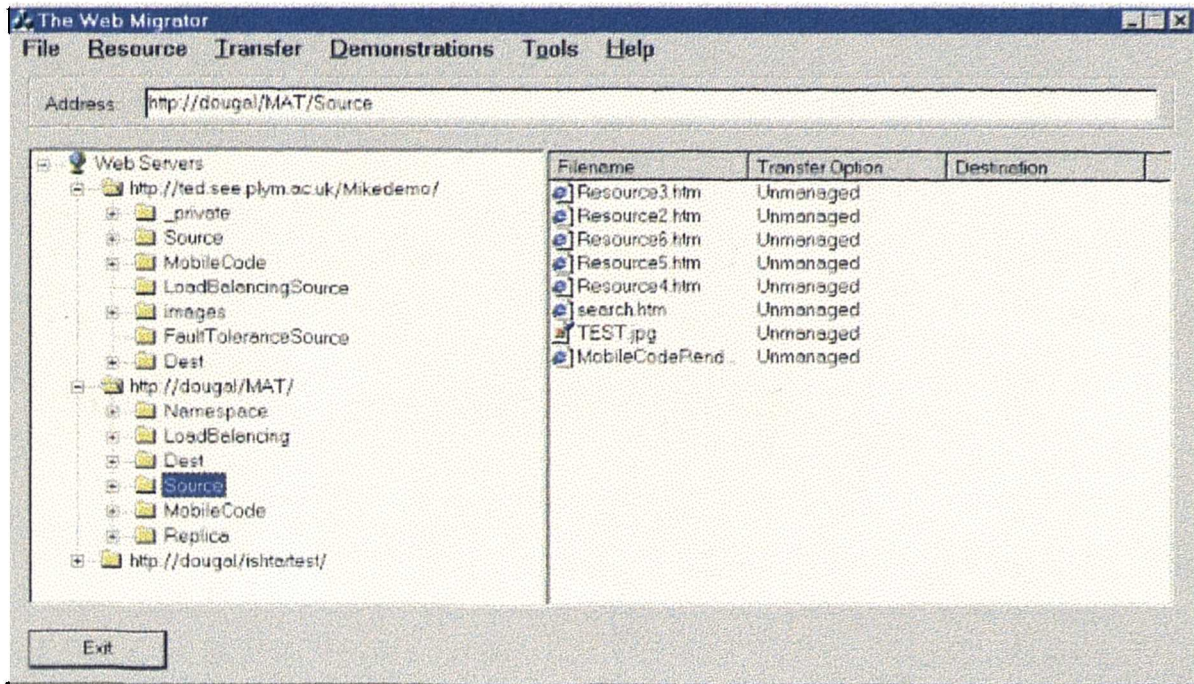 The Web Migrator
File Resource Transfer Demonstrations Tools Help
Address http://dougal/MAT/Source
Web Servers
http://ted.see.plym.ac.uk/Mikedemo/
_private
Source
MobileCode
LoadBalancingSource
images
FaultToleranceSource
Dest
http://dougal/MAT/
Namespace
LoadBalancing
Dest
Source
MobileCode
Replica
http://dougal/ishtartest/
Filename Transfer Option Destination
Resource3.htm Unmanaged
Resource2.htm Unmanaged
Resource6.htm Unmanaged
Resource5.htm Unmanaged
Resource4.htm Unmanaged
search.htm Unmanaged
TEST.jpg Unmanaged
MobileCodeRend... Unmanaged
Exit